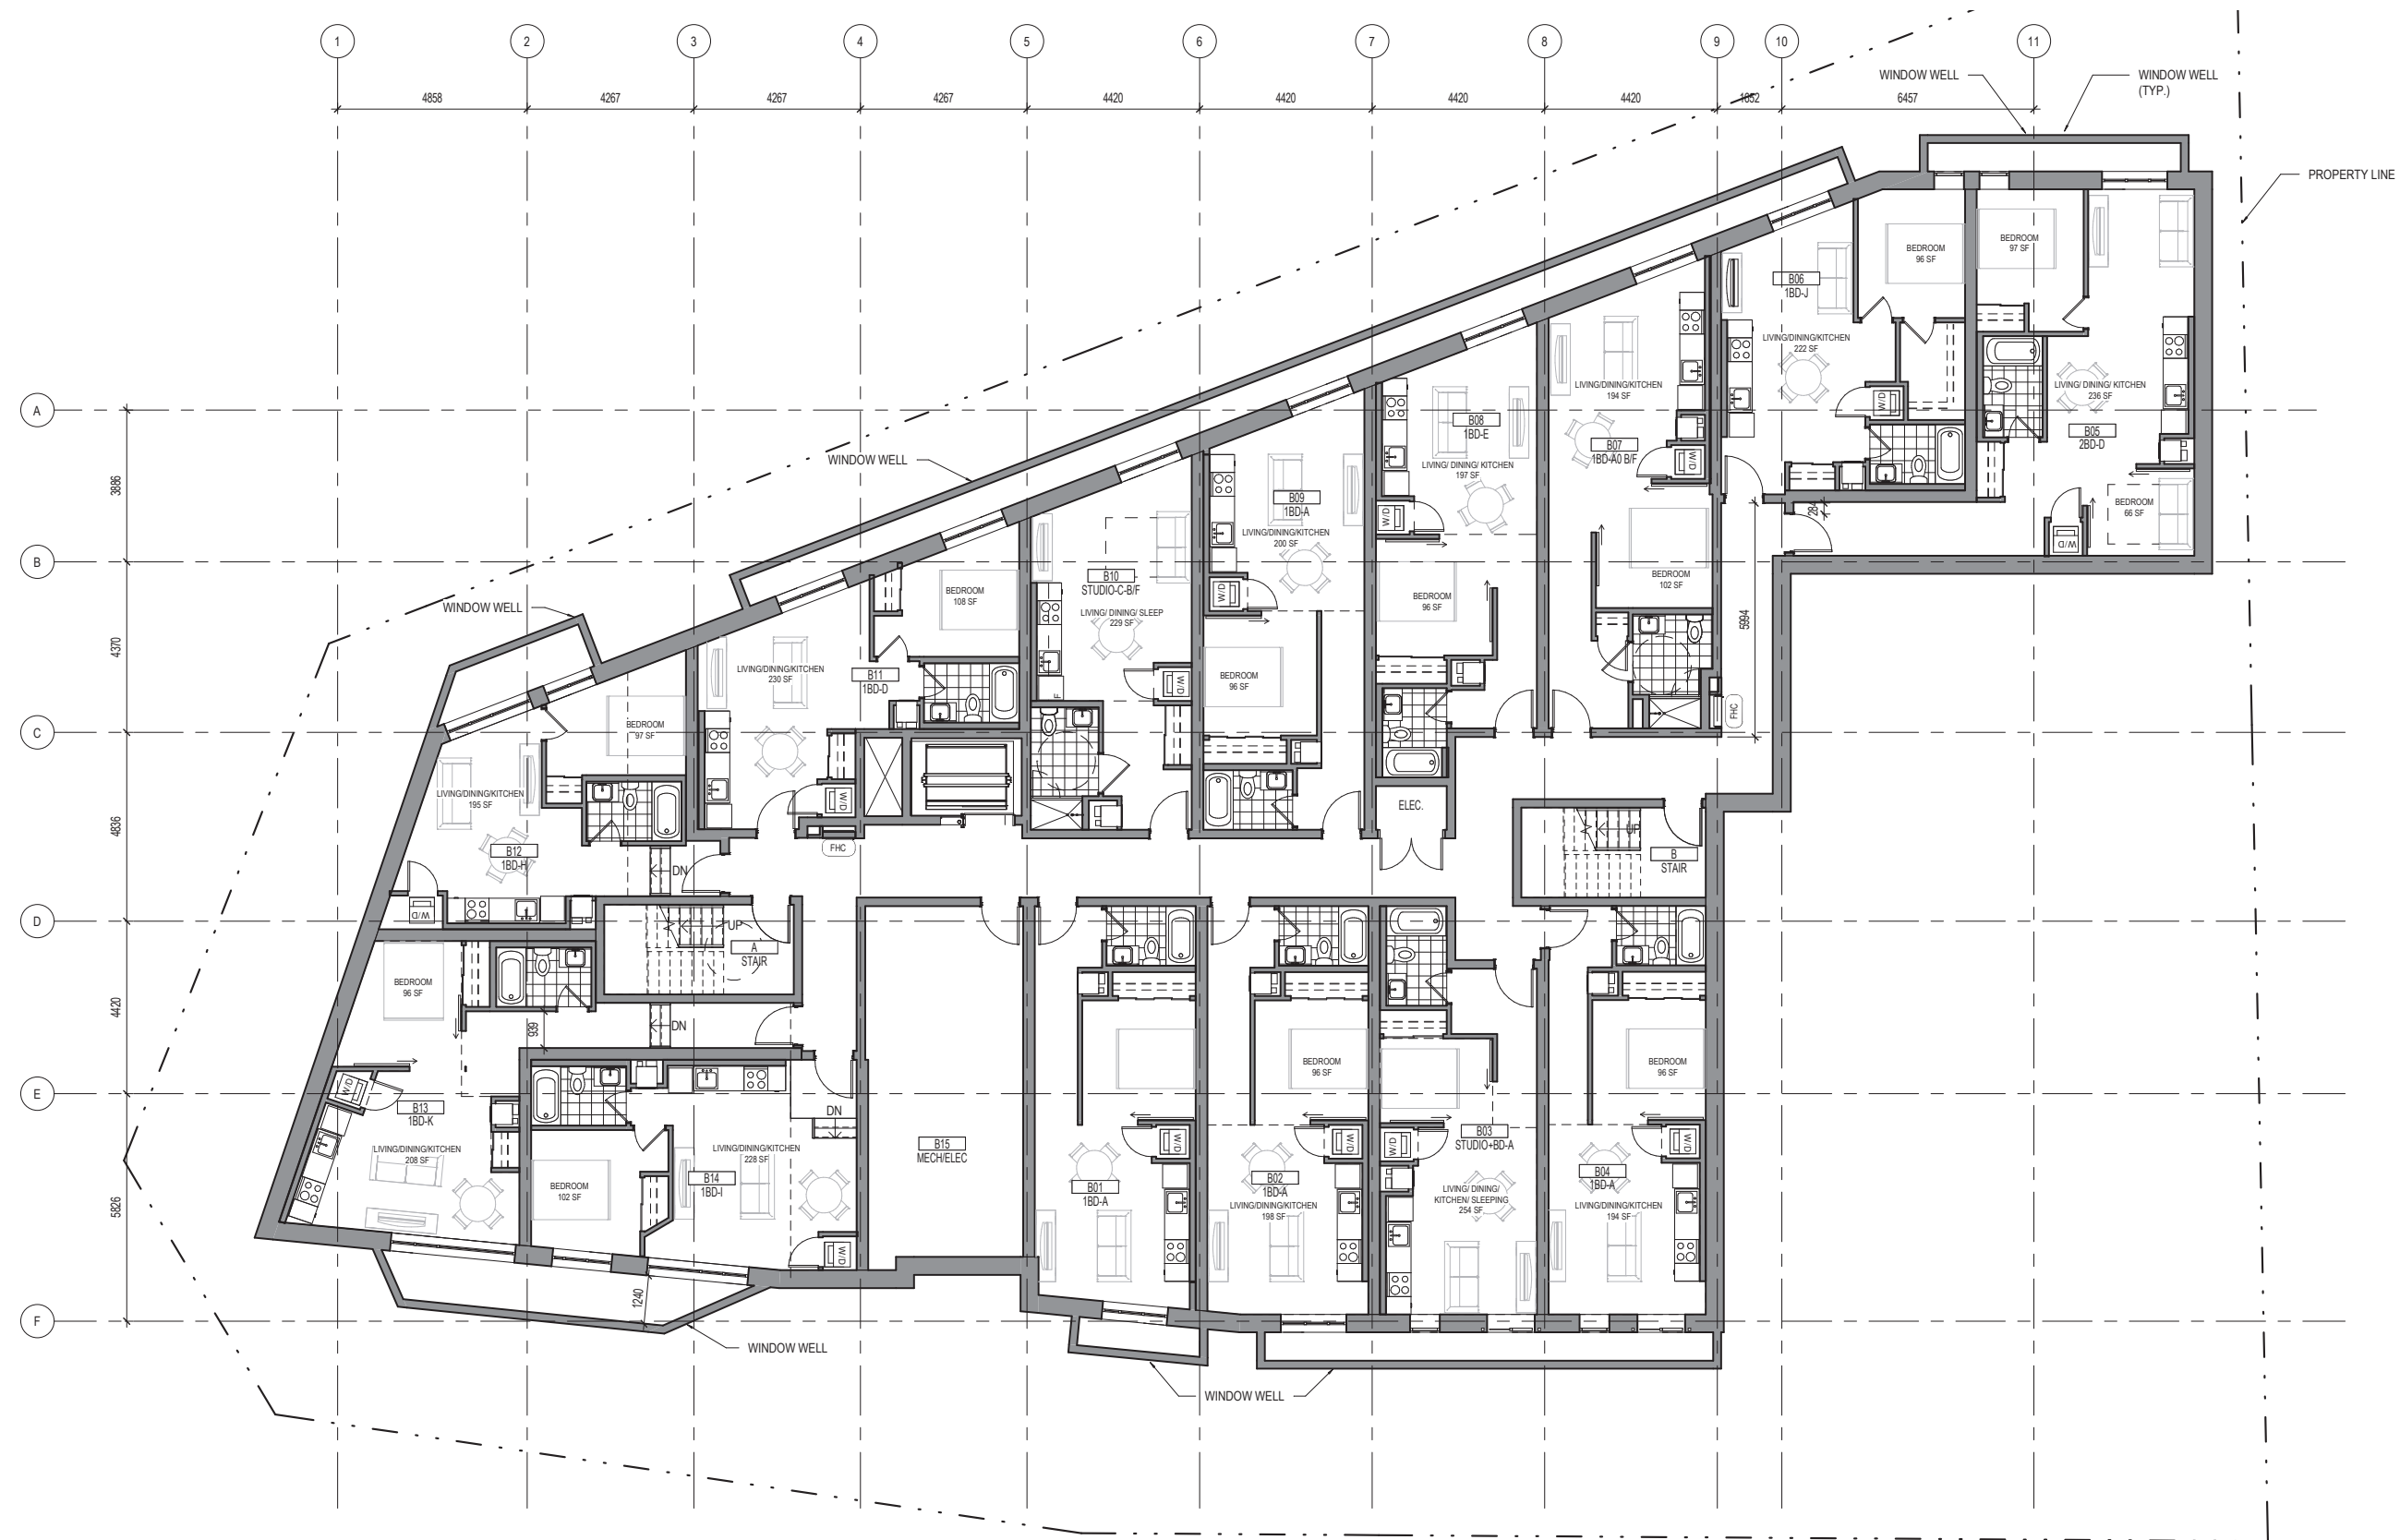 1
2
3
4
5
6
7
8
9
10
11
4858
4267
4267
4267
4420
4420
4420
4420
1052
6457
WINDOW WELL
WINDOW WELL
(TYP.)
PROPERTY LINE
A
B
C
D
E
F
3886
4370
4836
4420
5826
BEDROOM
96 SF
BEDROOM
97 SF
B06
1BD-J
LIVING/DINING/KITCHEN
222 SF
W/D
LIVING/ DINING/ KITCHEN
236 SF
B05
2BD-D
BEDROOM
66 SF
W/D
284
5994
LIVING/DINING/KITCHEN
194 SF
B07
1BD-A0 B/F
W/D
BEDROOM
102 SF
FHC
B08
1BD-E
LIVING/ DINING/ KITCHEN
197 SF
W/D
BEDROOM
96 SF
ELEC.
WINDOW WELL
B09
1BD-A
LIVING/DINING/KITCHEN
200 SF
W/D
BEDROOM
96 SF
B10
STUDIO-C-B/F
LIVING/ DINING/ SLEEP
229 SF
W/D
F
BEDROOM
108 SF
LIVING/DINING/KITCHEN
230 SF
B11
1BD-D
W/D
FHC
WINDOW WELL
BEDROOM
97 SF
LIVING/DINING/KITCHEN
195 SF
B12
1BD-H
W/D
DN
UP
A
STAIR
DN
UP
B
STAIR
BEDROOM
96 SF
939
W/D
B13
1BD-K
LIVING/DINING/KITCHEN
208 SF
BEDROOM
102 SF
LIVING/DINING/KITCHEN
228 SF
B14
1BD-I
DN
W/D
1240
WINDOW WELL
B15
MECH/ELEC
W/D
B01
1BD-A
BEDROOM
96 SF
W/D
B02
1BD-A
LIVING/DINING/KITCHEN
198 SF
W/D
B03
STUDIO+BD-A
LIVING/ DINING/
KITCHEN/ SLEEPING
254 SF
BEDROOM
96 SF
W/D
B04
1BD-A
LIVING/DINING/KITCHEN
194 SF
WINDOW WELL